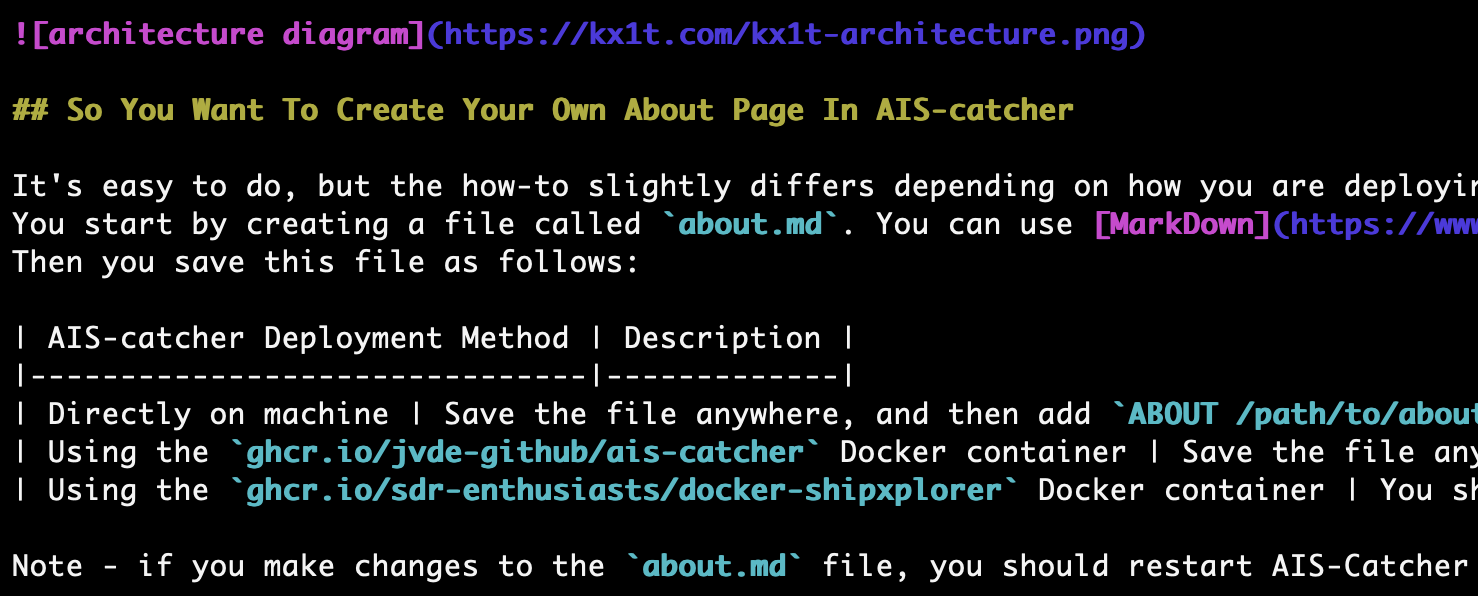 ![architecture diagram](https://kx1t.com/kx1t-architecture.png)
## So You Want To Create Your Own About Page In AIS-catcher
It's easy to do, but the how-to slightly differs depending on how you are deployin
You start by creating a file called `about.md`. You can use [MarkDown](https://www
Then you save this file as follows:
| AIS-catcher Deployment Method | Description |
|-------------------------------|-------------|
| Directly on machine | Save the file anywhere, and then add `ABOUT /path/to/about
| Using the `ghcr.io/jvde-github/ais-catcher` Docker container | Save the file any
| Using the `ghcr.io/sdr-enthusiasts/docker-shipxplorer` Docker container | You sh
Note - if you make changes to the `about.md` file, you should restart AIS-Catcher